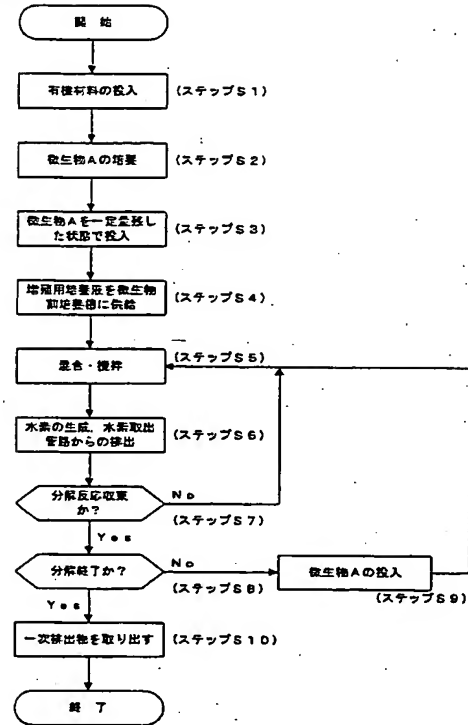 開 始
有機材料の投入
(ステップS1)
微生物Aの培養
(ステップS2)
微生物Aを一定量残し
た状態で投入
(ステップS3)
増殖用培養液を微生物
前培養槽に供給
(ステップS4)
混合・攪拌
(ステップS5)
水素の生成、水素取出
管路からの排出
(ステップS6)
分解反応収束
か?
No
(ステップS7)
Yes
分解終了か?
No
(ステップS8)
微生物Aの投入
(ステップS9)
Yes
一次排出物を取り出す
(ステップS10)
終 了